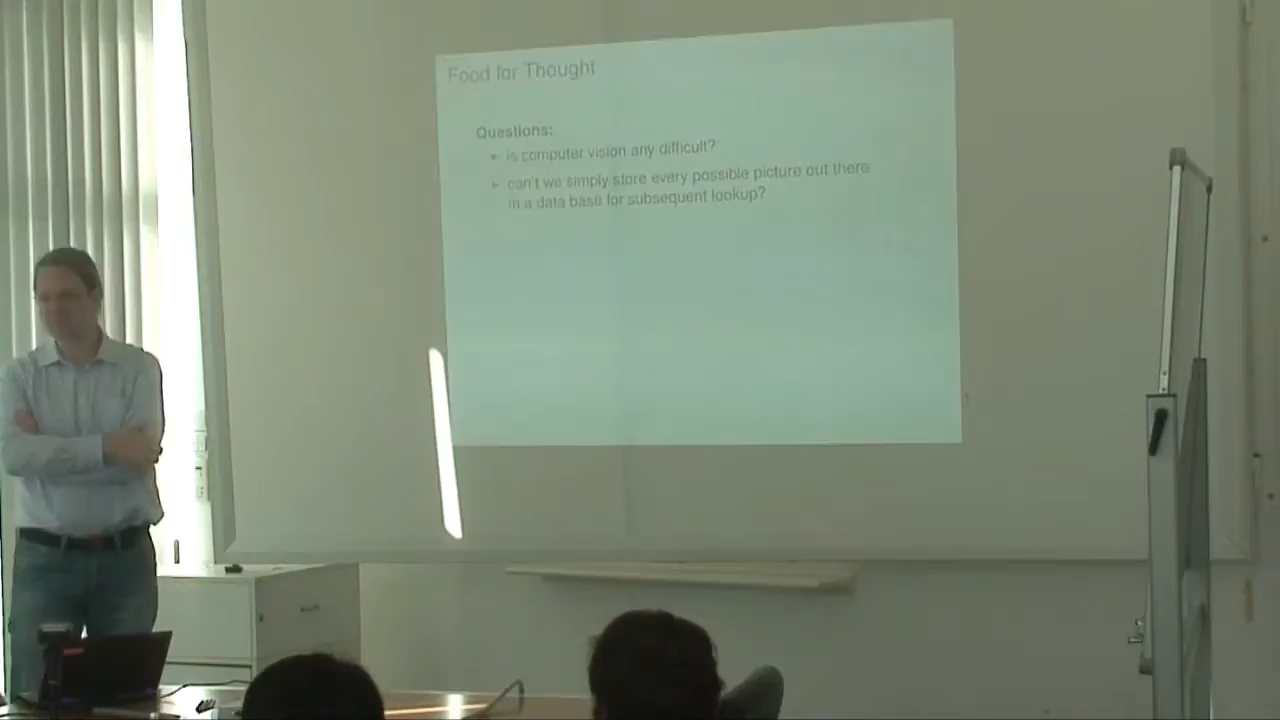 Food for Thought
Questions:
► is computer vision any difficult?
► can't we simply store every possible picture out there
in a data base for subsequent lookup?